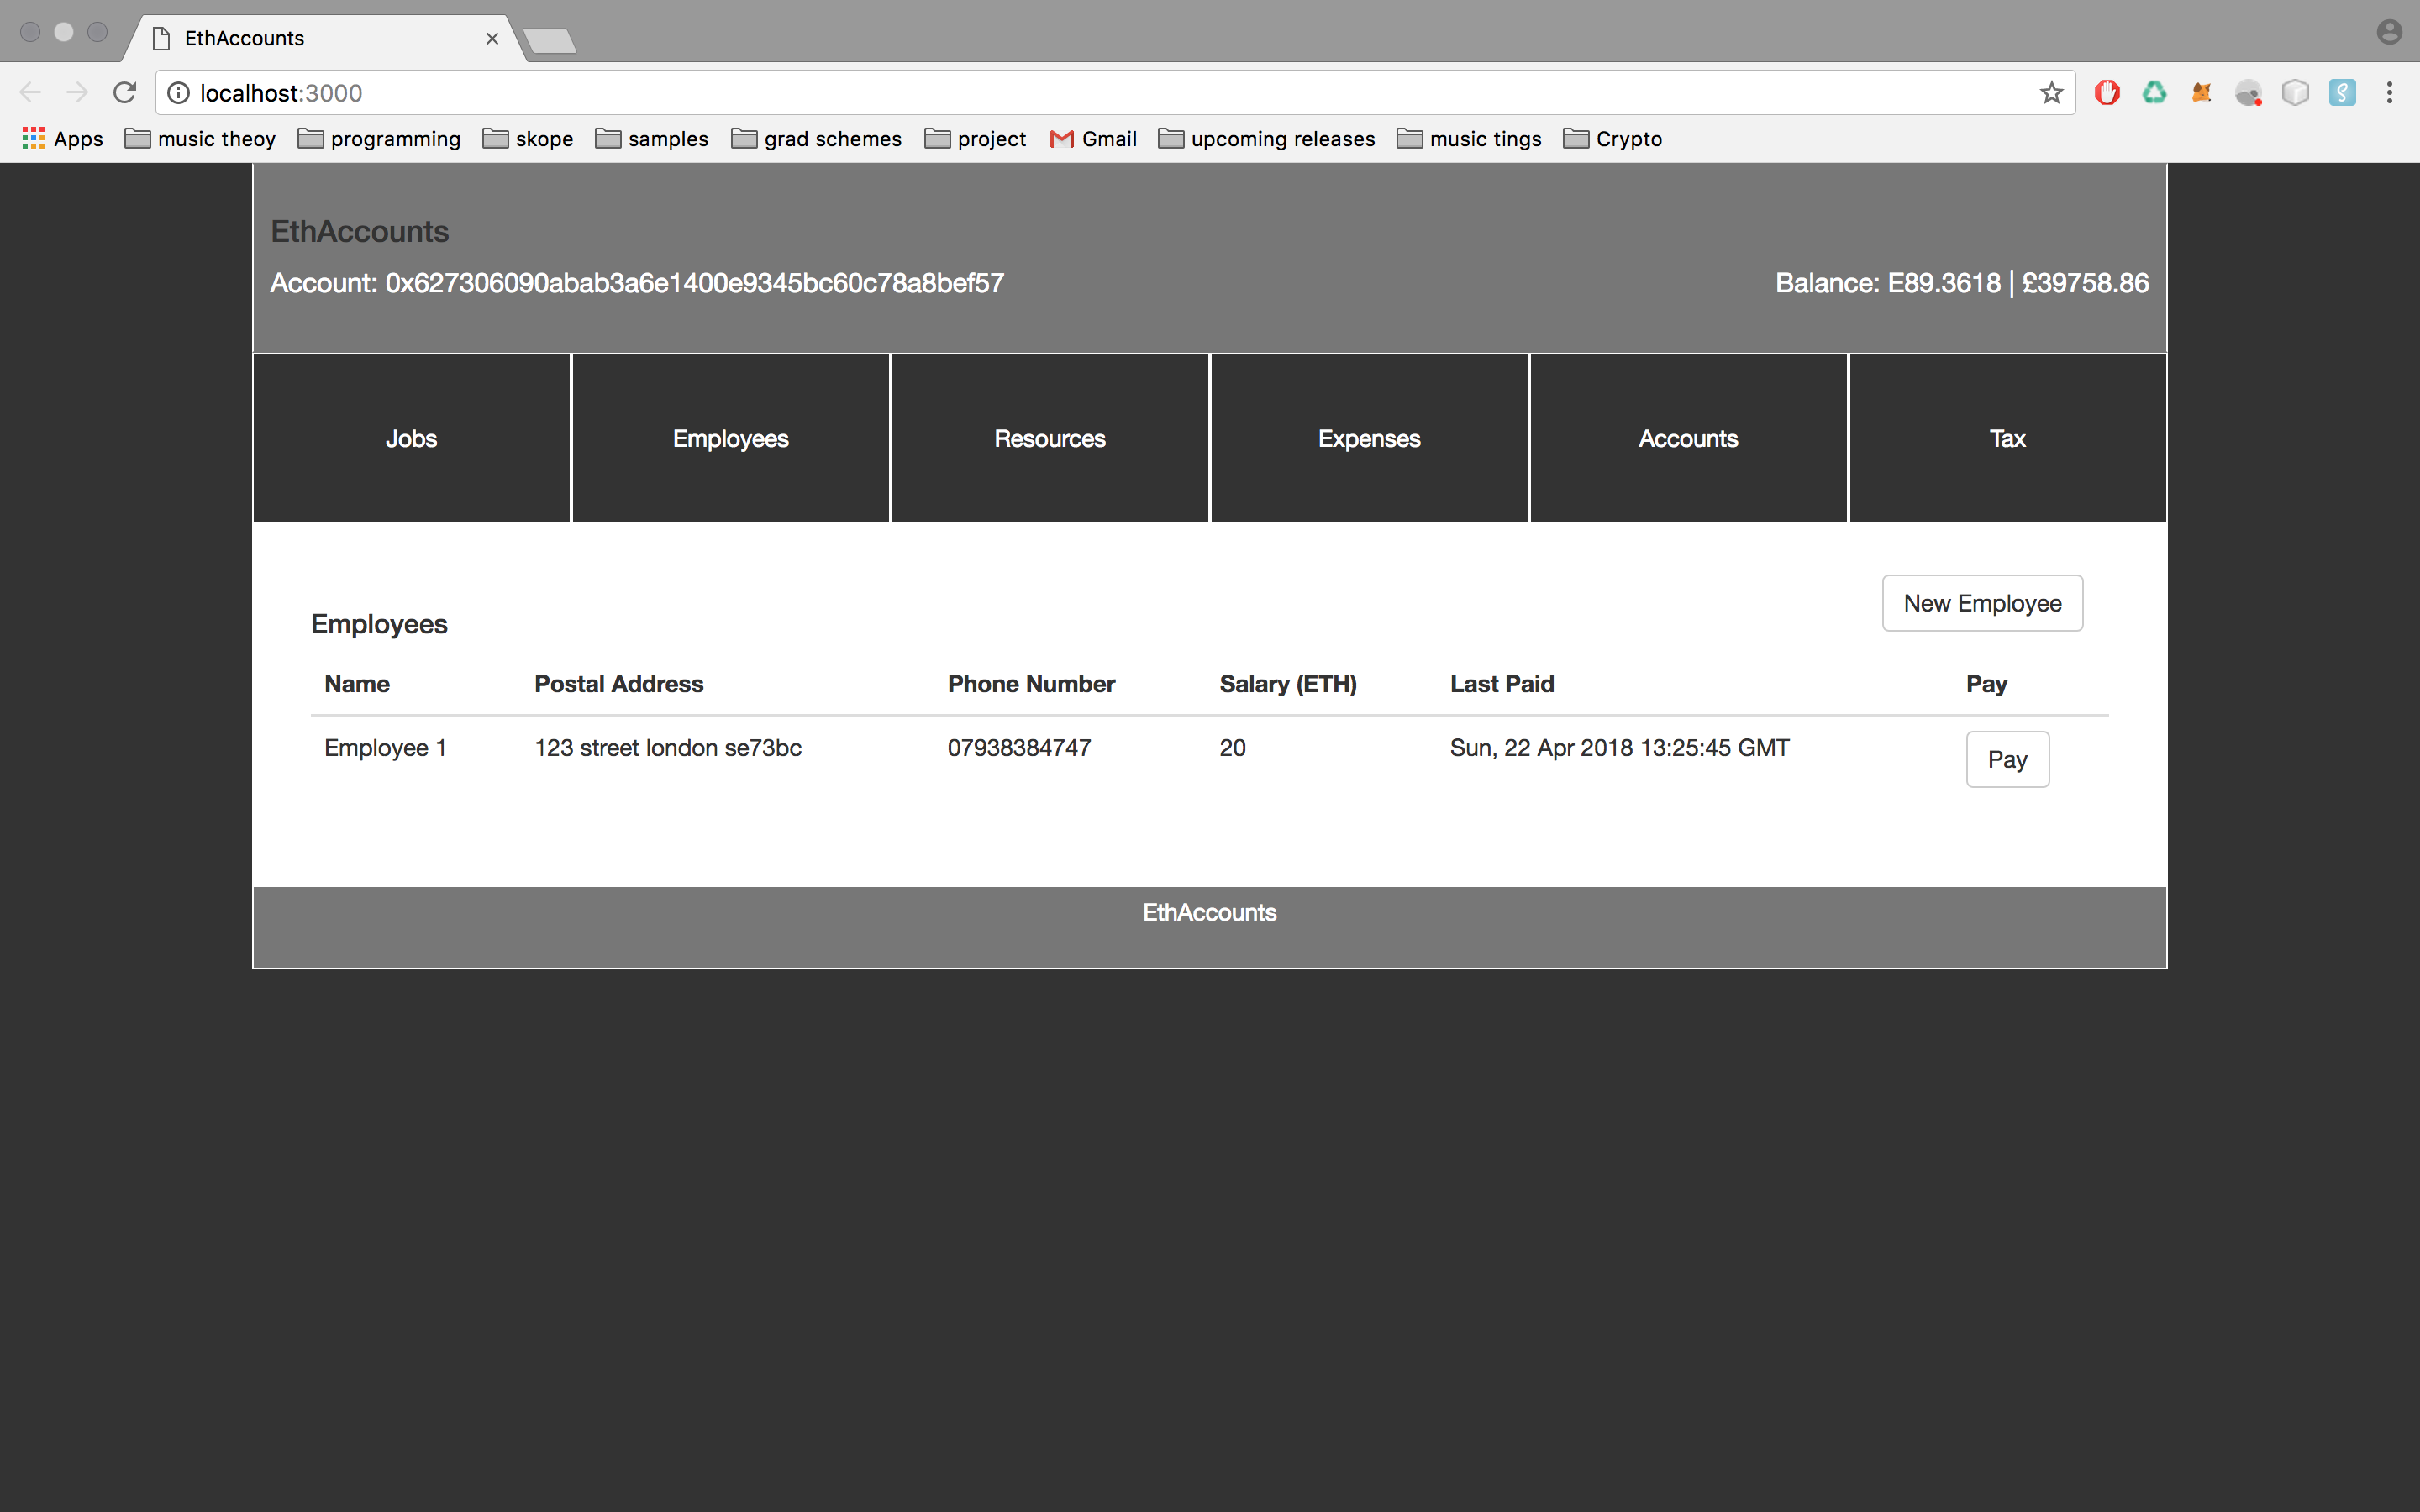 EthAccounts
localhost:3000
Apps music theoy programming skope samples grad schemes project Gmail upcoming releases music tings Crypto
EthAccounts
Account: 0x627306090abab3a6e1400e9345bc60c78a8bef57 Balance: E89.3618 | £39758.86
Jobs Employees Resources Expenses Accounts Tax
New Employee
Employees
Name Postal Address Phone Number Salary (ETH) Last Paid Pay
Employee 1 123 street london se73bc 07938384747 20 Sun, 22 Apr 2018 13:25:45 GMT Pay
EthAccounts